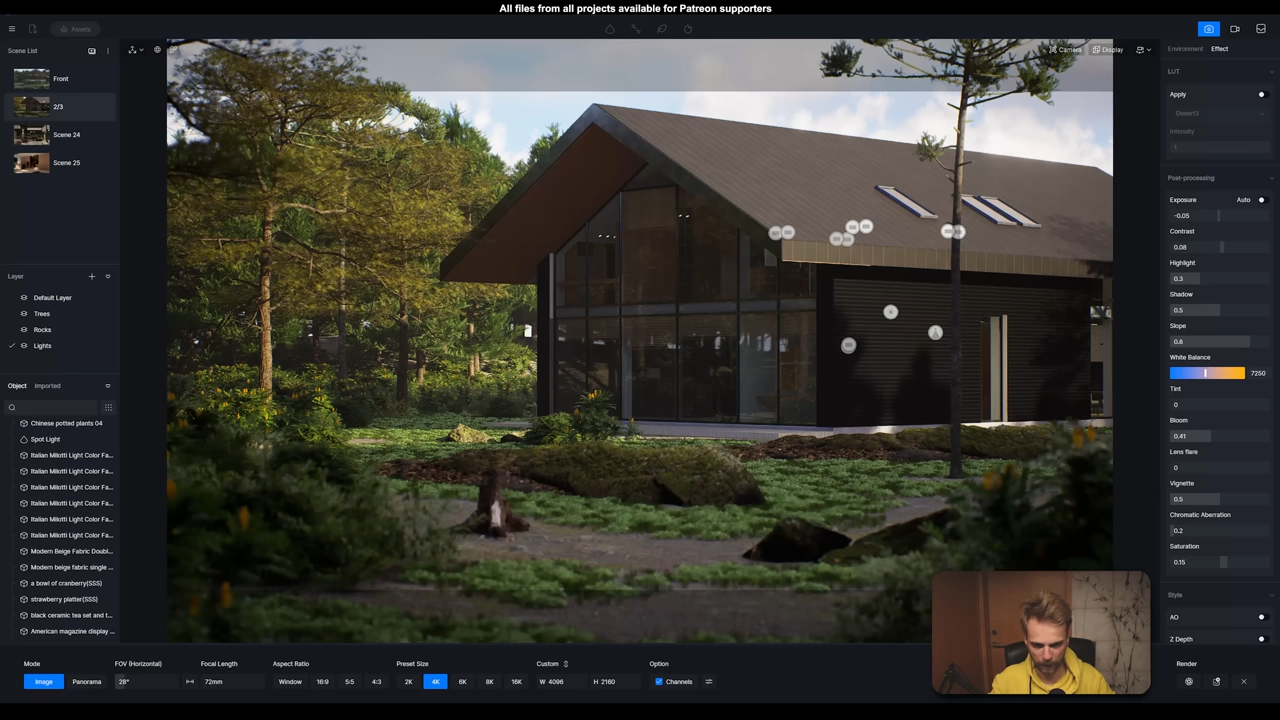 All files from all projects available for Patreon supporters
Assets
Scene List
Front
2/3
Scene 24
Scene 25
Layer
Default Layer
Trees
Rocks
Lights
Object Imported
Chinese potted plants 04
Spot Light
Italian Milotti Light Color Fa...
Italian Milotti Light Color Fa...
Italian Milotti Light Color Fa...
Italian Milotti Light Color Fa...
Italian Milotti Light Color Fa...
Italian Milotti Light Color Fa...
Modern Beige Fabric Doubl...
Modern beige fabric single ...
a bowl of cranberry(SSS)
strawberry platter(SSS)
black ceramic tea set and t...
American magazine display ...
Camera Display
Environment Effect
LUT
Apply
Desert3
Intensity
1
Post-processing
Exposure Auto
-0.05
Contrast
0.08
Highlight
0.3
Shadow
0.5
Slope
0.8
White Balance
7250
Tint
0
Bloom
0.41
Lens flare
0
Vignette
0.5
Chromatic Aberration
0.2
Saturation
0.15
Style
AO
Z Depth
Mode
Image Panorama
FOV (Horizontal)
28°
Focal Length
72mm
Aspect Ratio
Window 16:9 5:5 4:3
Preset Size
2K 4K 6K 8K 16K
Custom
W 4096 H 2160
Option
Channels
Render